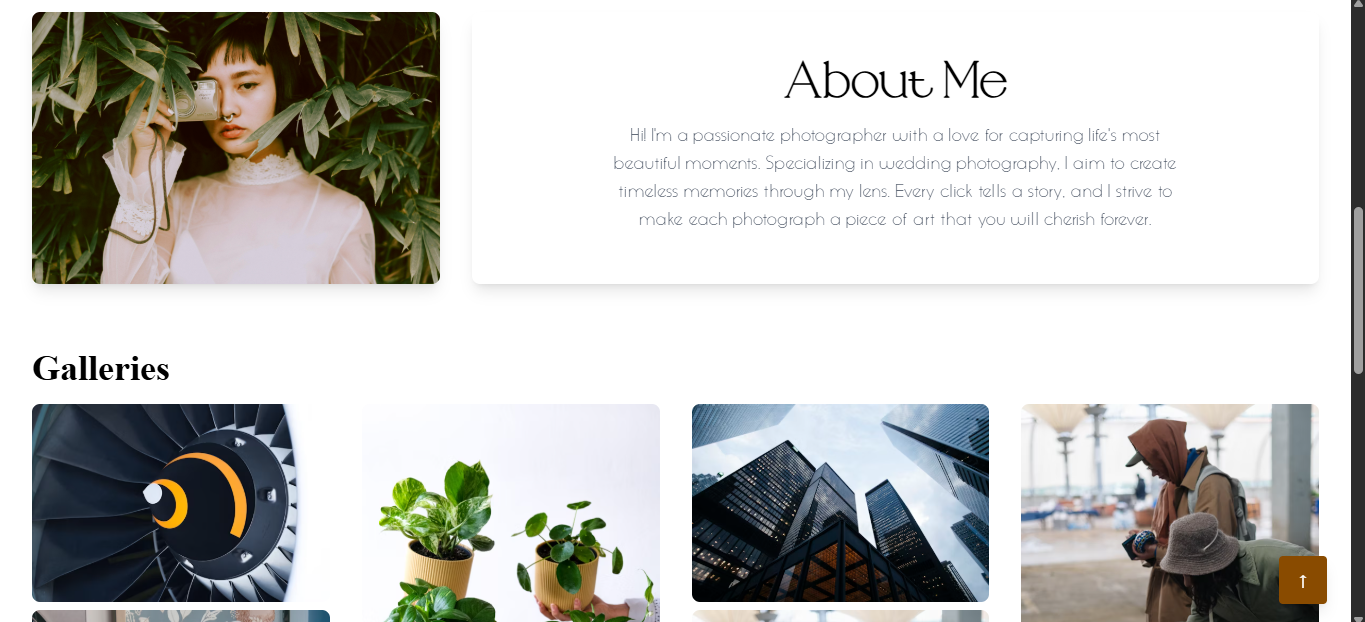 About Me
Hi! I'm a passionate photographer with a love for capturing life's most
beautiful moments. Specializing in wedding photography, I aim to create
timeless memories through my lens. Every click tells a story, and I strive to
make each photograph a piece of art that you will cherish forever.
Galleries
↑